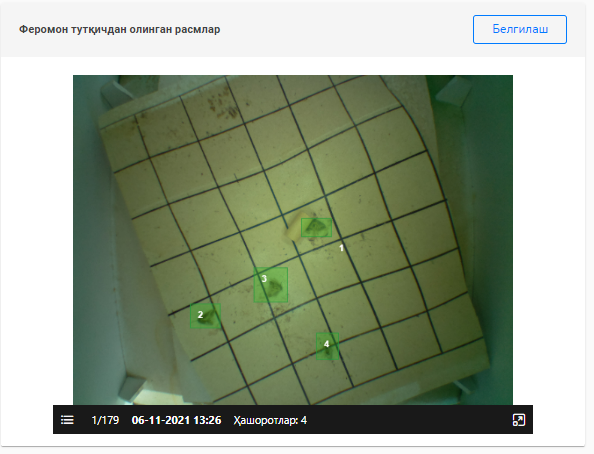 Феромон тутқичдан олинган расмлар
Белгилаш
1
3
2
4
1/179 06-11-2021 13:26 Ҳашоротлар: 4